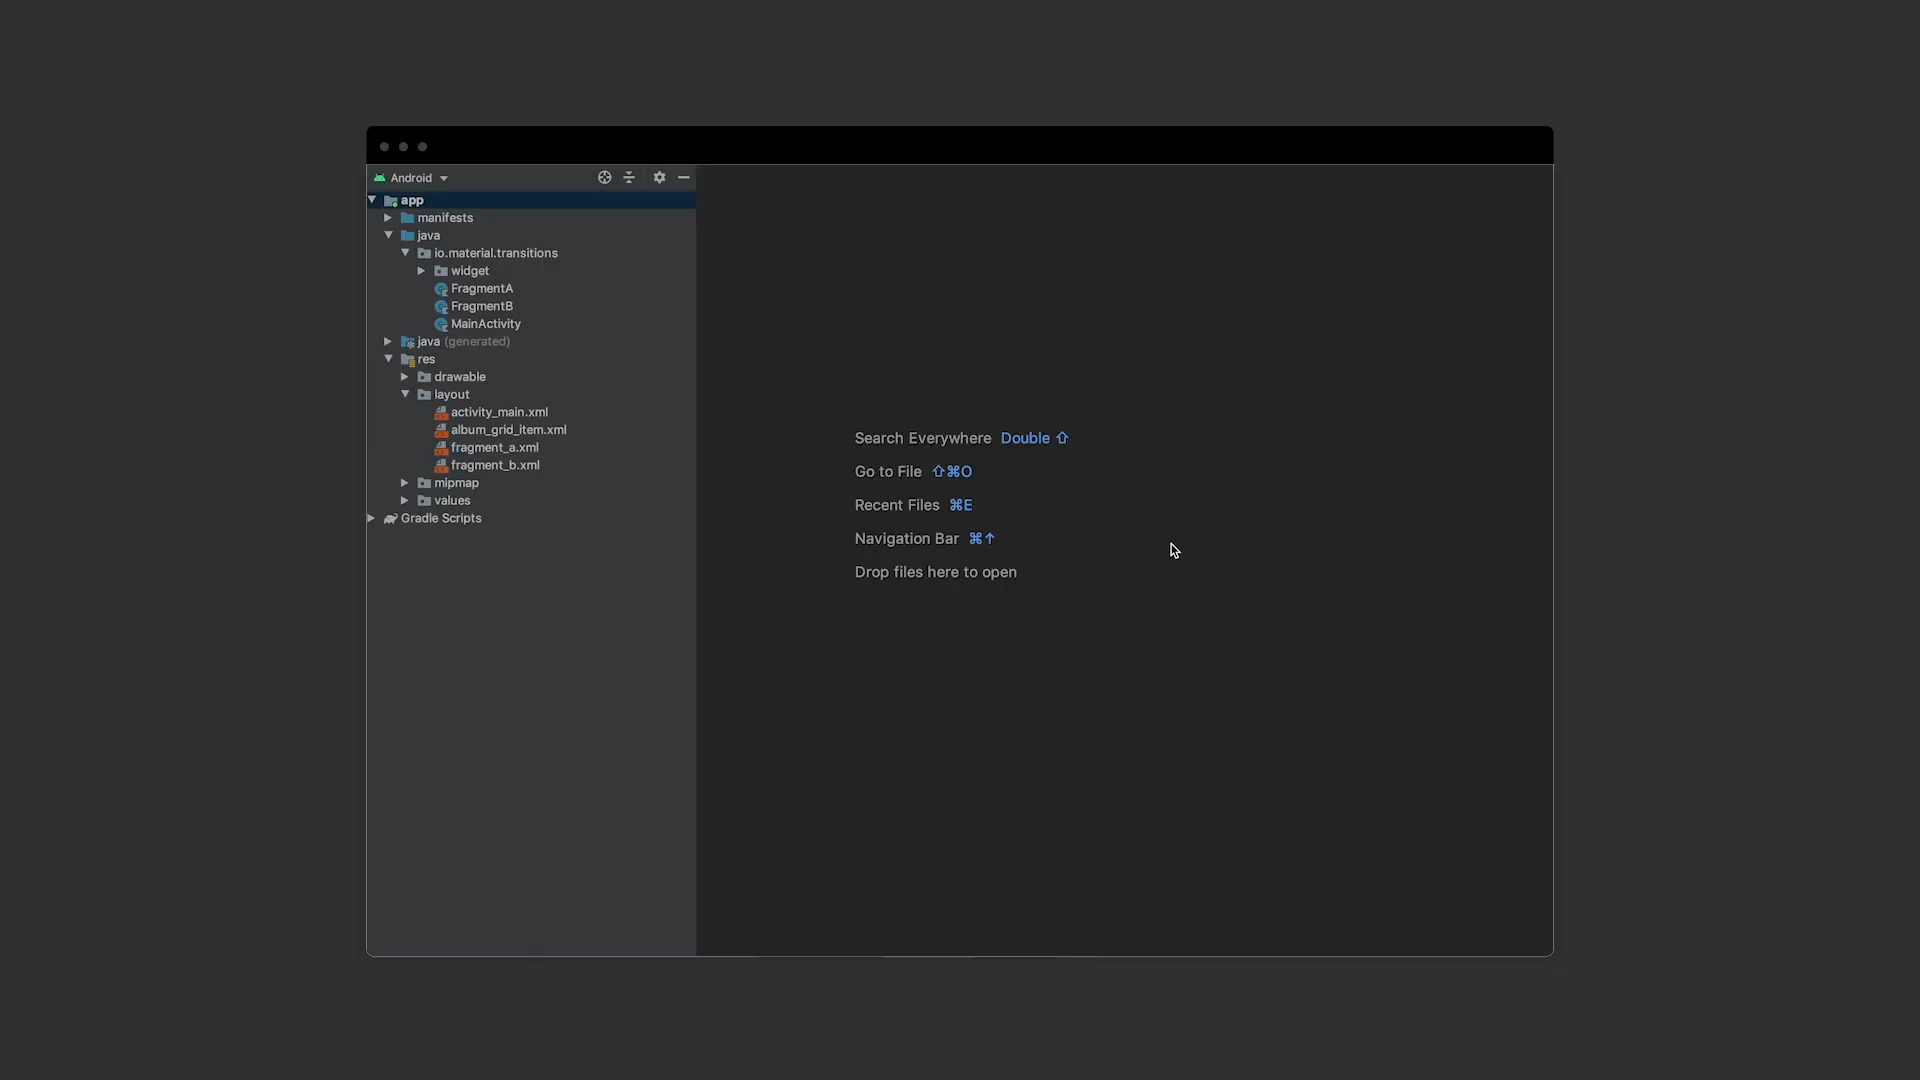 Android
app
manifests
java
io.material.transitions
widget
FragmentA
FragmentB
MainActivity
java (generated)
res
drawable
layout
activity_main.xml
album_grid_item.xml
fragment_a.xml
fragment_b.xml
mipmap
values
Gradle Scripts
Search Everywhere Double ⇧
Go to File ⇧⌘O
Recent Files ⌘E
Navigation Bar ⌘↑
Drop files here to open